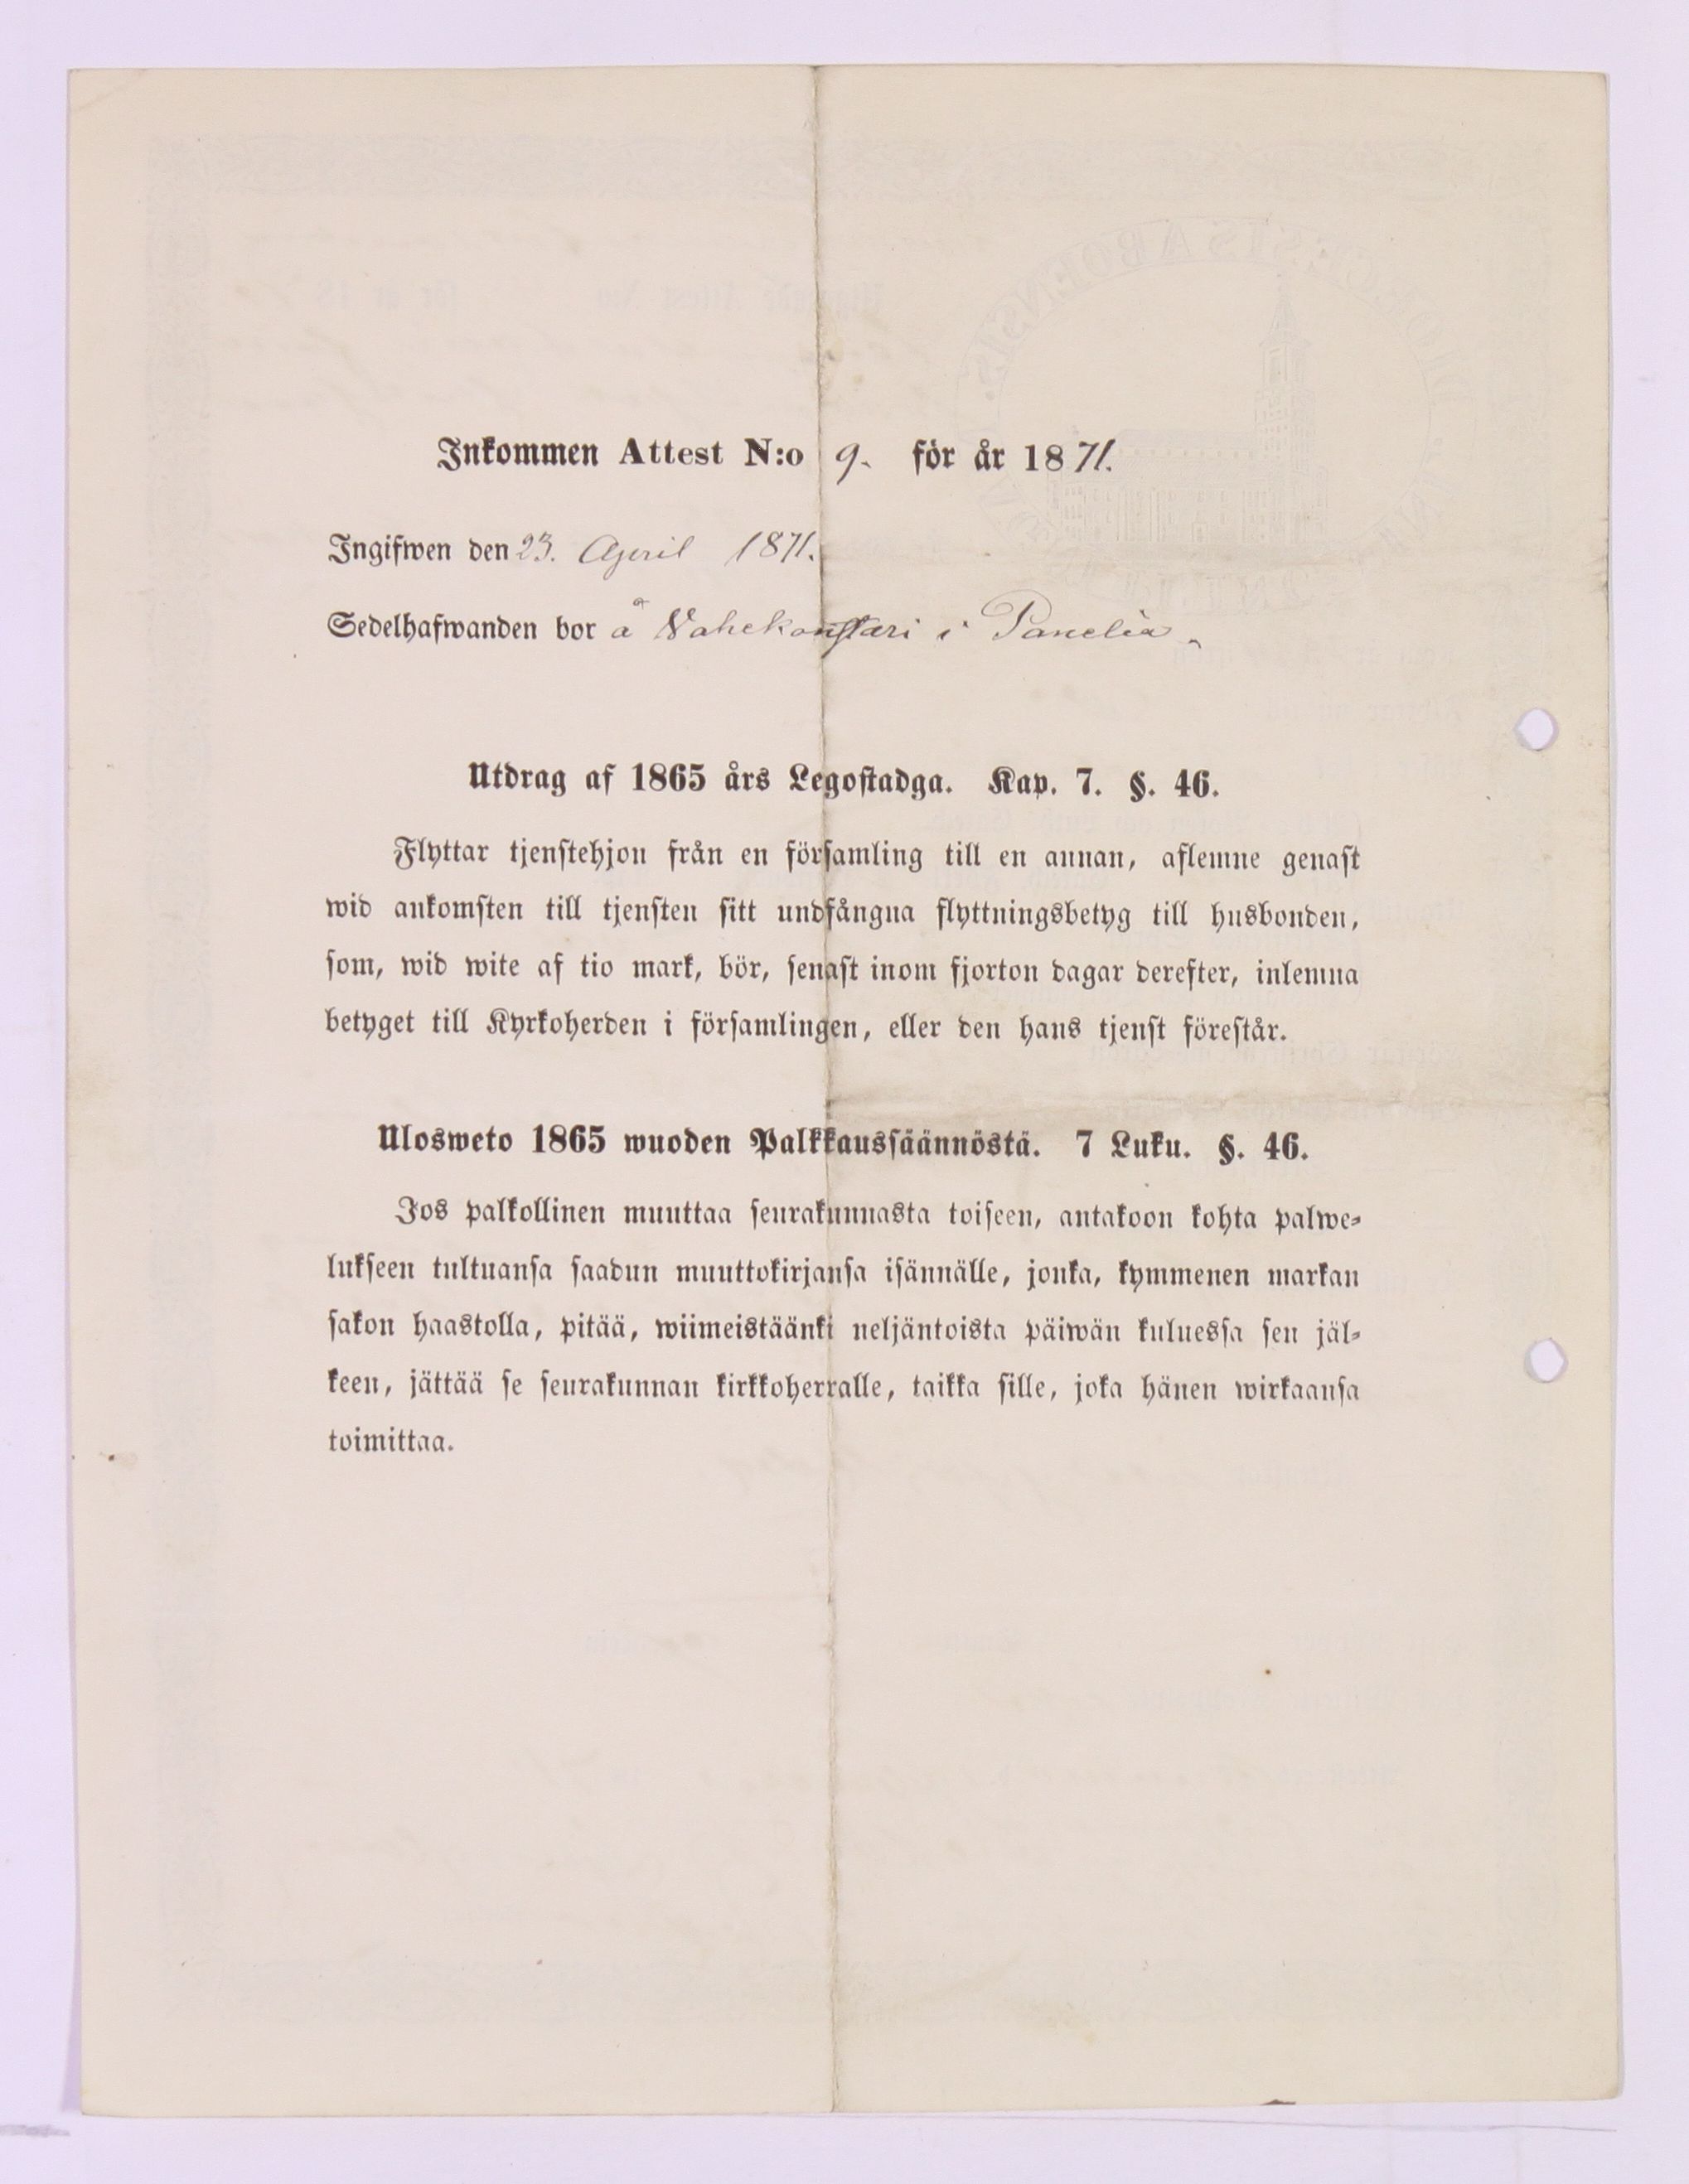 Inkommen Attest N:o 9. för år 1871.
Ingifwen den 23. April 1871.
Sedelhafwanden bor å Vahekonstari i Panelia.
Utdrag af 1865 års Legostadga. Kap. 7. §. 46.
Flyttar tjenstehjon från en församling till en annan, aflemne genast
wid ankomsten till tjensten sitt undfångna flyttningsbetyg till husbonden,
som, wid wite af tio mark, bör, senast inom fjorton dagar derefter, inlemna
betyget till Kyrkoherden i församlingen, eller den hans tjenst förestår.
Ulosweto 1865 wuoden Palkkaussäännöstä. 7 Luku. §. 46.
Jos palkollinen muuttaa seurakunnasta toiseen, antakoon kohta palwe-
lukseen tultuansa saadun muuttokirjansa isännälle, jonka, kymmenen markan
sakon haastolla, pitää, wiimeistäänki neljäntoista päiwän kuluessa sen jäl-
keen, jättää se seurakunnan kirkkoherralle, taikka sille, joka hänen wirkaansa
toimittaa.